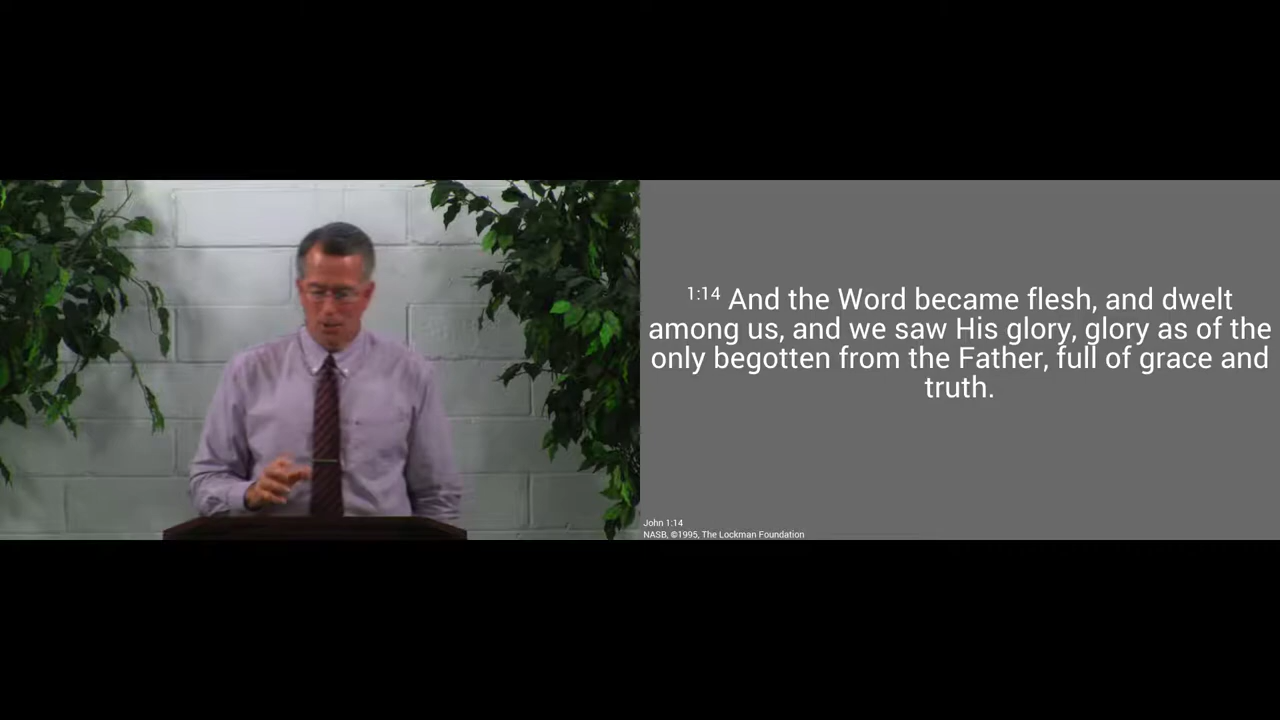 1:14 And the Word became flesh, and dwelt
among us, and we saw His glory, glory as of the
only begotten from the Father, full of grace and
truth.
John 1:14
NASB, ©1995, The Lockman Foundation